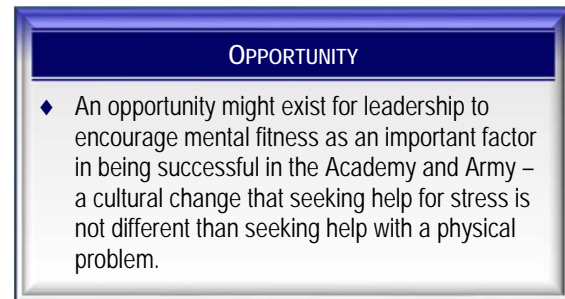 OPPORTUNITY
♦ An opportunity might exist for leadership to
encourage mental fitness as an important factor
in being successful in the Academy and Army –
a cultural change that seeking help for stress is
not different than seeking help with a physical
problem.